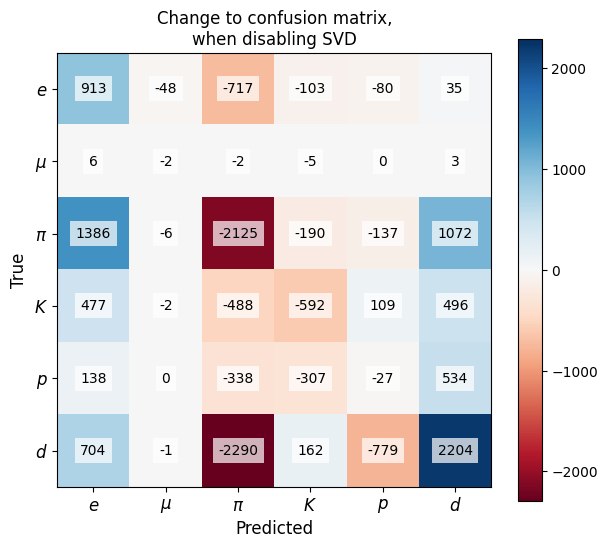 Change to confusion matrix,
when disabling SVD
e 913 -48 -717 -103 -80 35
μ 6 -2 -2 -5 0 3
π 1386 -6 -2125 -190 -137 1072
K 477 -2 -488 -592 109 496
p 138 0 -338 -307 -27 534
d 704 -1 -2290 162 -779 2204
e μ π K p d
Predicted
True
2000
1000
0
−1000
−2000